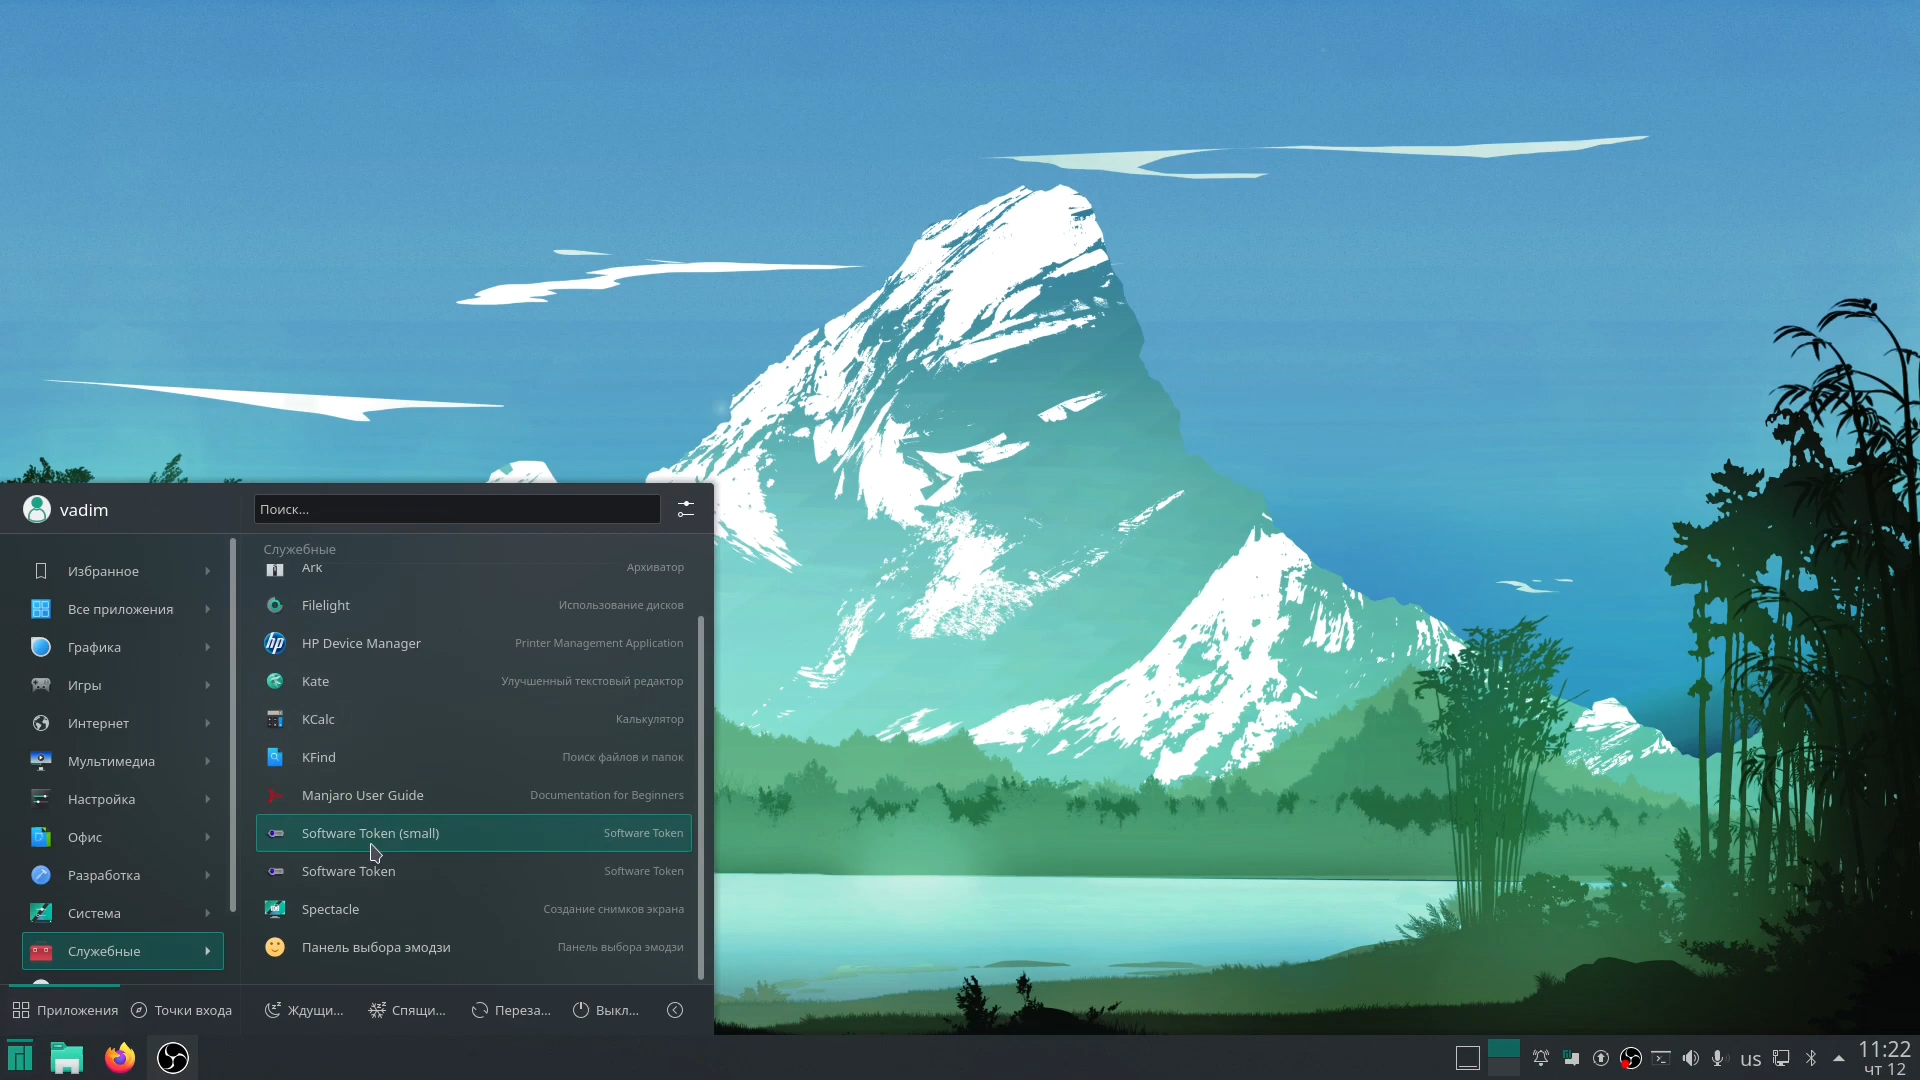 vadim
Поиск...
Избранное
Все приложения
Графика
Игры
Интернет
Мультимедиа
Настройка
Офис
Разработка
Система
Служебные
Служебные
Ark Архиватор
Filelight Использование дисков
HP Device Manager Printer Management Application
Kate Улучшенный текстовый редактор
KCalc Калькулятор
KFind Поиск файлов и папок
Manjaro User Guide Documentation for Beginners
Software Token (small) Software Token
Software Token Software Token
Spectacle Создание снимков экрана
Панель выбора эмодзи Панель выбора эмодзи
Приложения Точки входа Ждущи... Спящи... Переза... Выкл...
us
11:22
чт 12